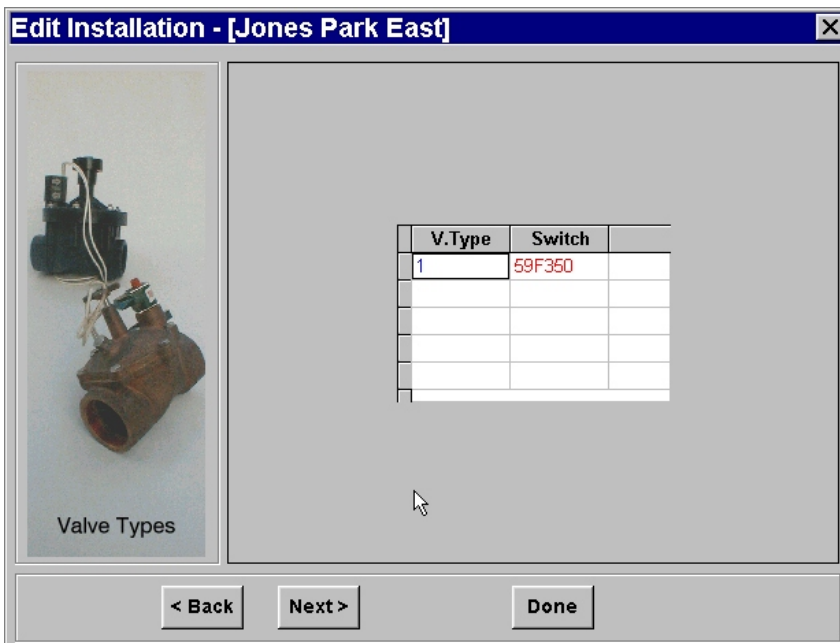 Edit Installation - [Jones Park East]
V.Type Switch
1 59F350
Valve Types
< Back Next > Done